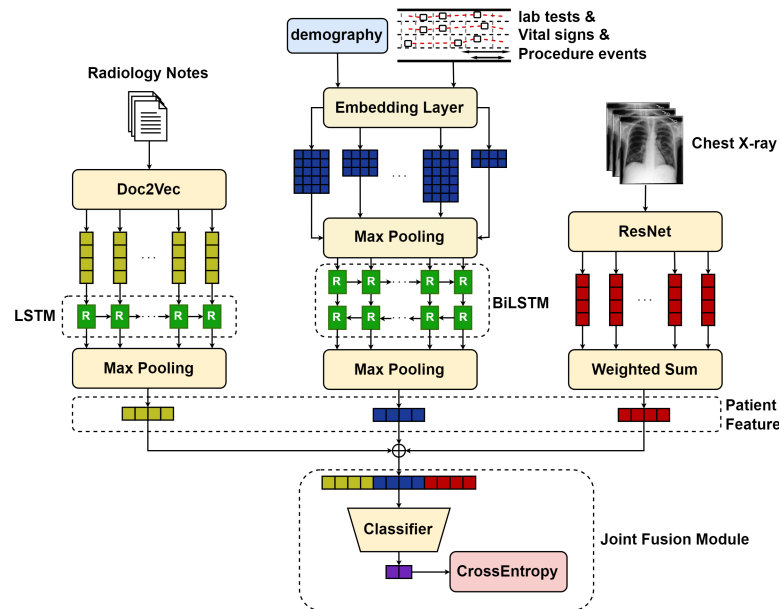 demography
lab tests &
Vital signs &
Procedure events
Radiology Notes
Embedding Layer
Chest X-ray
Doc2Vec
. . .
Max Pooling
ResNet
. . .
. . .
LSTM
R R R R
R R R R
R R R R
BiLSTM
Max Pooling
Max Pooling
Weighted Sum
Patient
Feature
Classifier
Joint Fusion Module
CrossEntropy